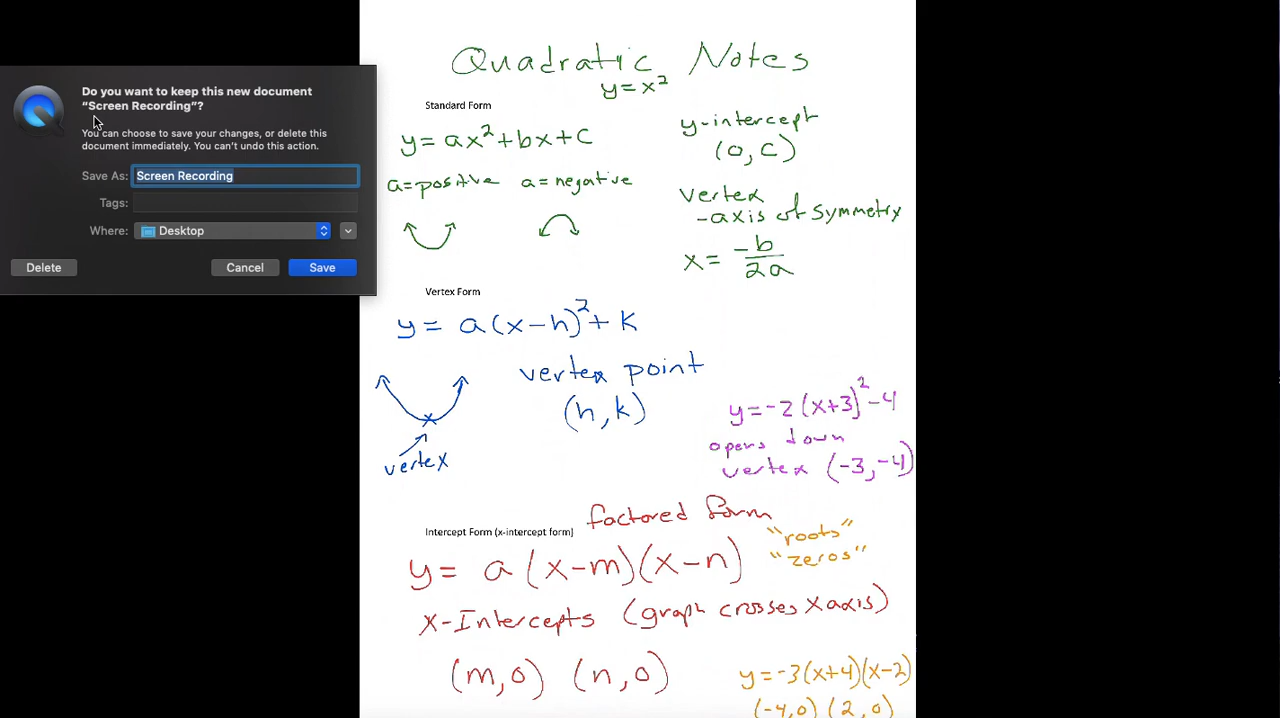 Do you want to keep this new document
“Screen Recording”?
You can choose to save your changes, or delete this
document immediately. You can't undo this action.
Save As: Screen Recording
Tags:
Where: Desktop
Delete Cancel Save
Quadratic Notes
y=x²
Standard Form
y= ax²+bx+c
a=positive a=negative
y-intercept
(0, c)
vertex
-axis of symmetry
x= -b/2a
Vertex Form
y= a(x-h)²+k
vertex point
(h, k)
vertex
y=-2(x+3)²-4
opens down
vertex (-3,-4)
factored form
Intercept Form (x-intercept form)
"roots"
"zeros"
y= a(x-m)(x-n)
x-Intercepts (graph crosses x axis)
(m,0) (n,0)
y=-3(x+4)(x-2)
(-4,0) (2,0)